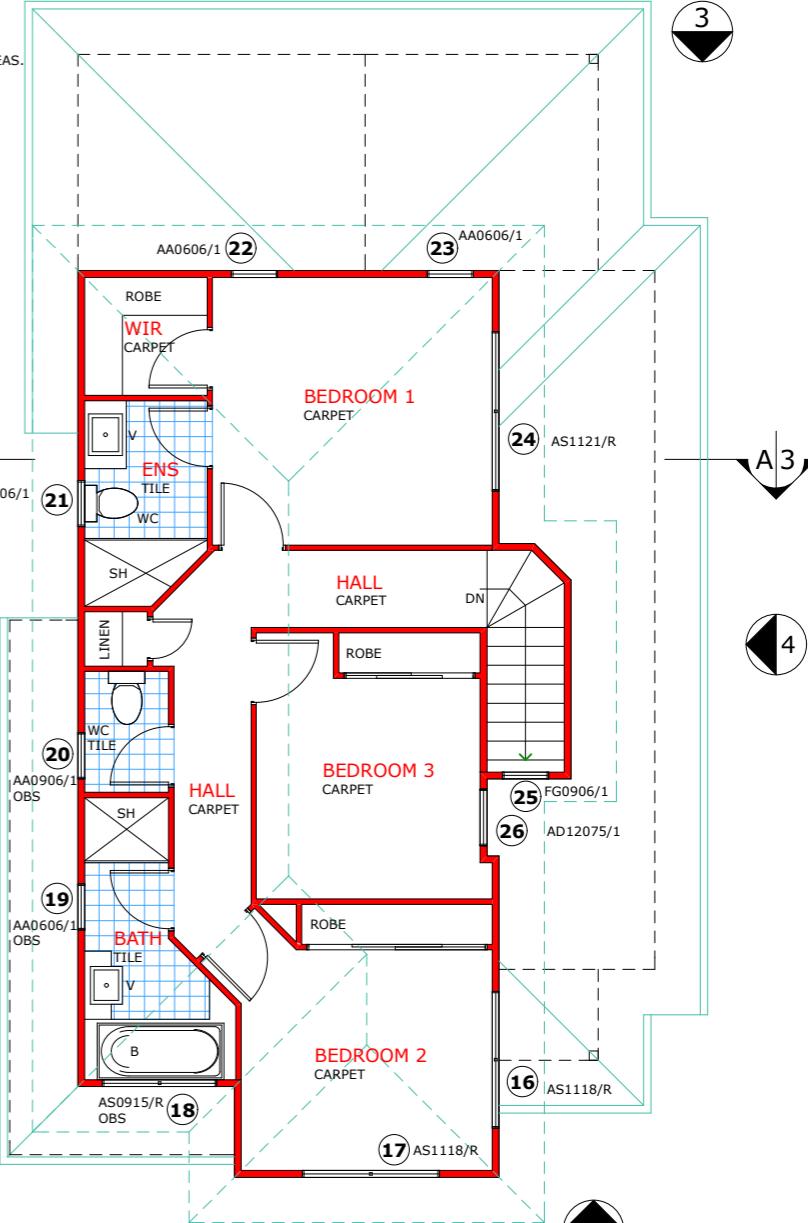 3
EAS.
AA0606/1 22
23 AA0606/1
ROBE
WIR
CARPET
BEDROOM 1
CARPET
24 AS1121/R
A 3
V
ENS
TILE
WC
06/1 21
SH
HALL
CARPET
DN
LINEN
ROBE
4
WC
TILE
20
AA0906/1
OBS
BEDROOM 3
CARPET
HALL
CARPET
25 FG0906/1
26 AD12075/1
SH
19
AA0606/1
OBS
ROBE
BATH
TILE
V
B
BEDROOM 2
CARPET
16 AS1118/R
AS0915/R 18
OBS
17 AS1118/R